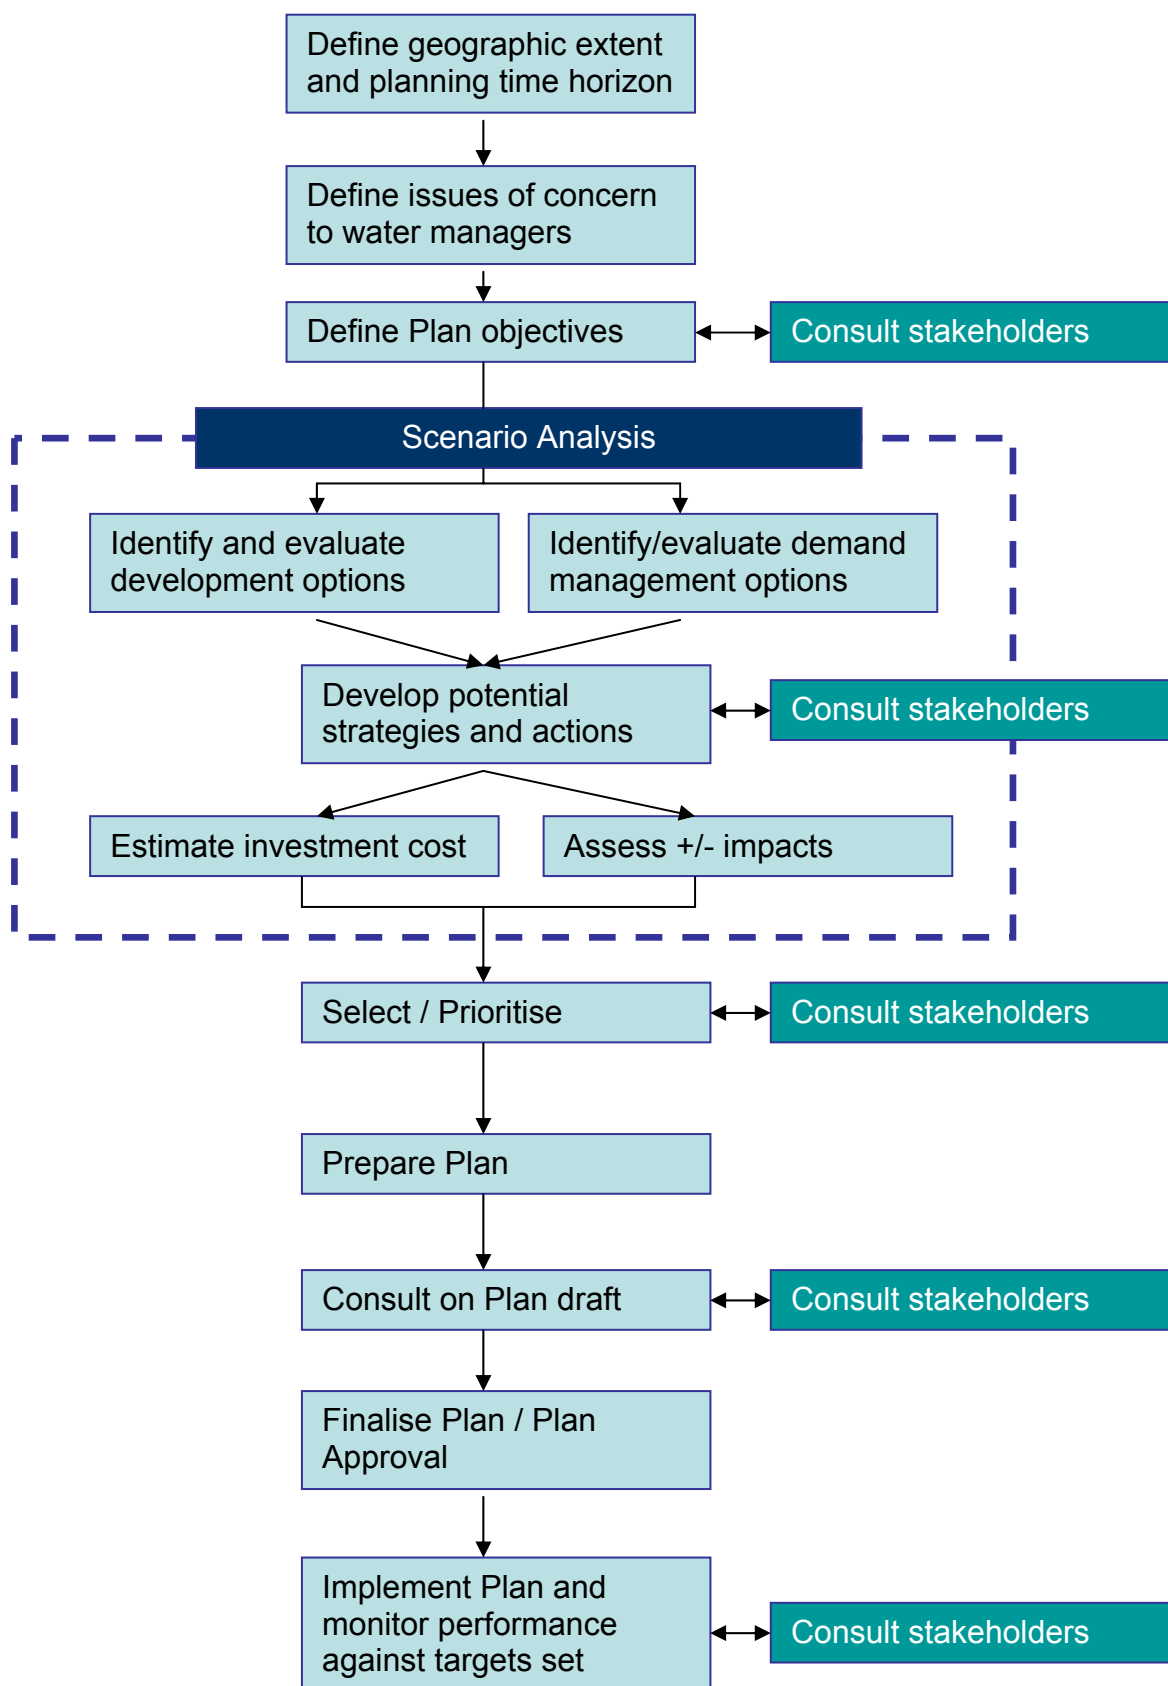 Define geographic extent
and planning time horizon
Define issues of concern
to water managers
Define Plan objectives
Consult stakeholders
Scenario Analysis
Identify and evaluate
development options
Identify/evaluate demand
management options
Develop potential
strategies and actions
Consult stakeholders
Estimate investment cost
Assess +/- impacts
Select / Prioritise
Consult stakeholders
Prepare Plan
Consult on Plan draft
Consult stakeholders
Finalise Plan / Plan
Approval
Implement Plan and
monitor performance
against targets set
Consult stakeholders